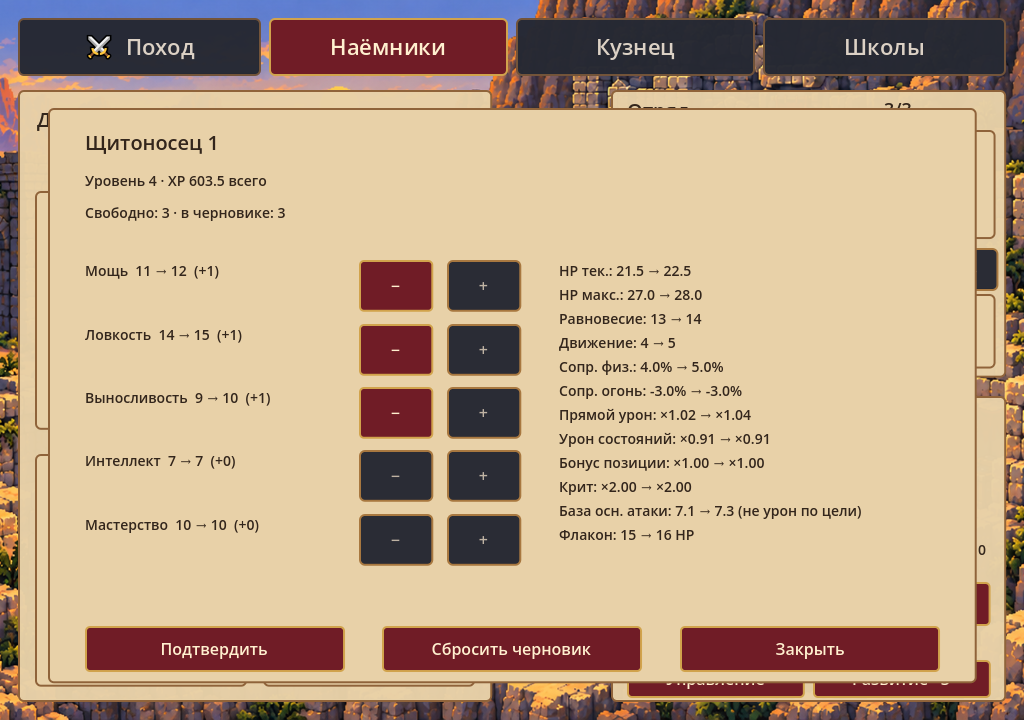 Поход
Наёмники
Кузнец
Школы
Щитоносец 1
Уровень 4 · XP 603.5 всего
Свободно: 3 · в черновике: 3
Мощь 11 → 12 (+1)
−
+
Ловкость 14 → 15 (+1)
−
+
Выносливость 9 → 10 (+1)
−
+
Интеллект 7 → 7 (+0)
−
+
Мастерство 10 → 10 (+0)
−
+
HP тек.: 21.5 → 22.5
HP макс.: 27.0 → 28.0
Равновесие: 13 → 14
Движение: 4 → 5
Сопр. физ.: 4.0% → 5.0%
Сопр. огонь: -3.0% → -3.0%
Прямой урон: ×1.02 → ×1.04
Урон состояний: ×0.91 → ×0.91
Бонус позиции: ×1.00 → ×1.00
Крит: ×2.00 → ×2.00
База осн. атаки: 7.1 → 7.3 (не урон по цели)
Флакон: 15 → 16 HP
0
Подтвердить
Сбросить черновик
Закрыть
Управление